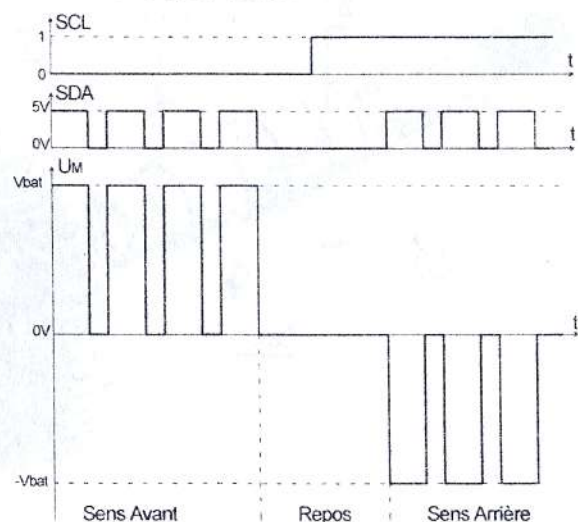 SCL
1
0
t
SDA
5V
0V
t
UM
Vbat
0V
t
-Vbat
Sens Avant
Repos
Sens Arrière